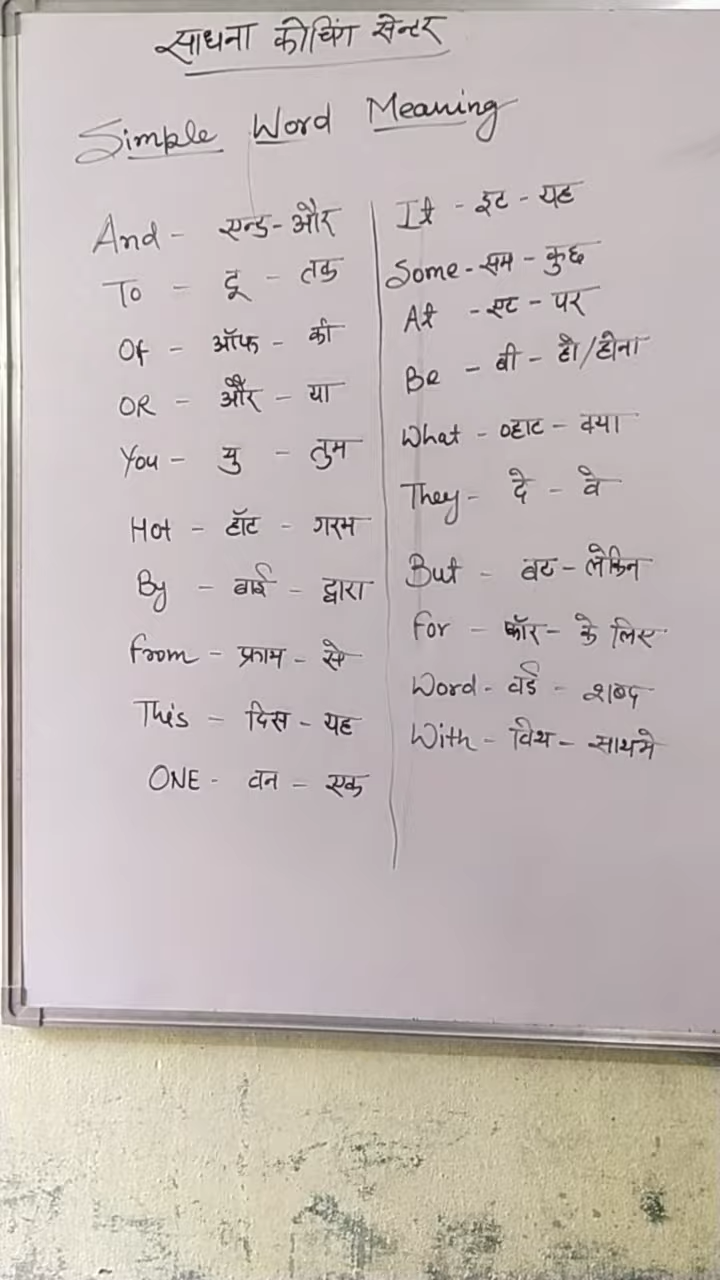 साधना कोचिंग सेन्टर
Simple Word Meaning
And - एन्ड - और
To - टू - तक
Of - ऑफ - की
OR - और - या
You - यु - तुम
Hot - हॉट - गरम
By - बाई - द्वारा
From - फ्राम - से
This - दिस - यह
ONE - वन - एक
It - इट - यह
Some - सम - कुछ
At - एट - पर
Be - बी - हो/होना
What - व्हाट - क्या
They - दे - वे
But - बट - लेकिन
For - फॉर - के लिए
Word - वर्ड - शब्द
With - विथ - साथमे